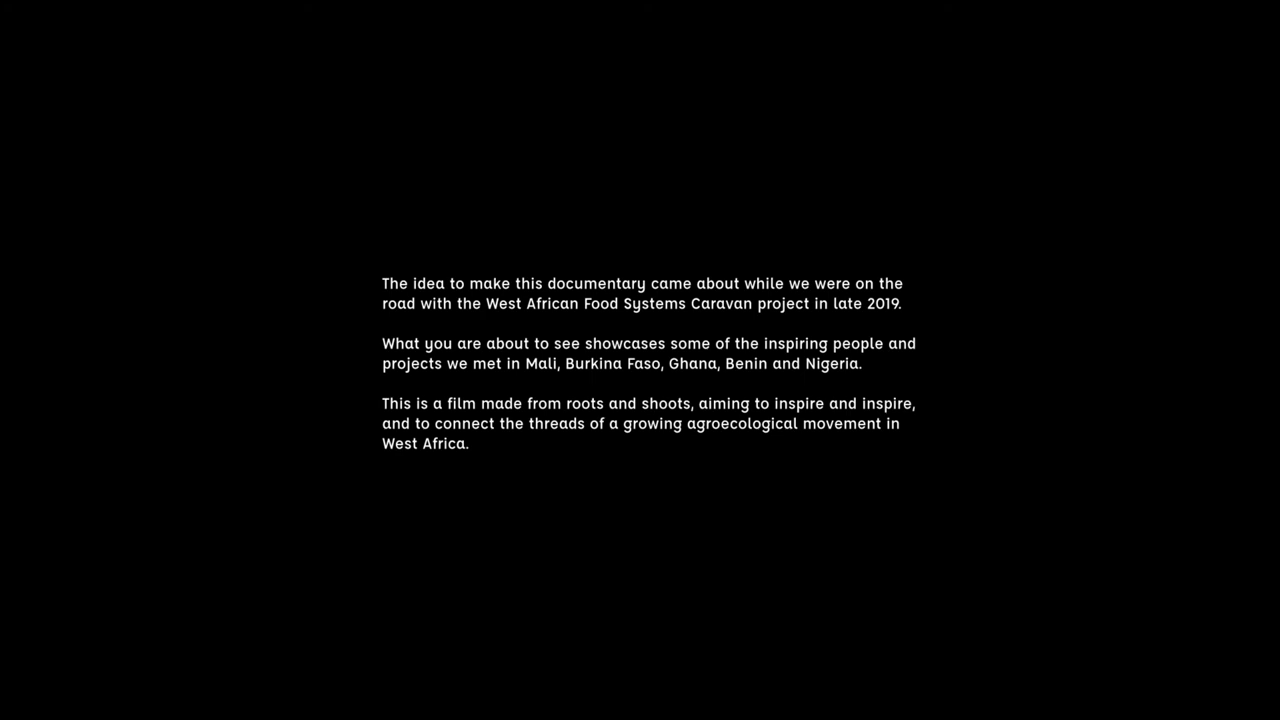 The idea to make this documentary came about while we were on the
road with the West African Food Systems Caravan project in late 2019.
What you are about to see showcases some of the inspiring people and
projects we met in Mali, Burkina Faso, Ghana, Benin and Nigeria.
This is a film made from roots and shoots, aiming to inspire and inspire,
and to connect the threads of a growing agroecological movement in
West Africa.